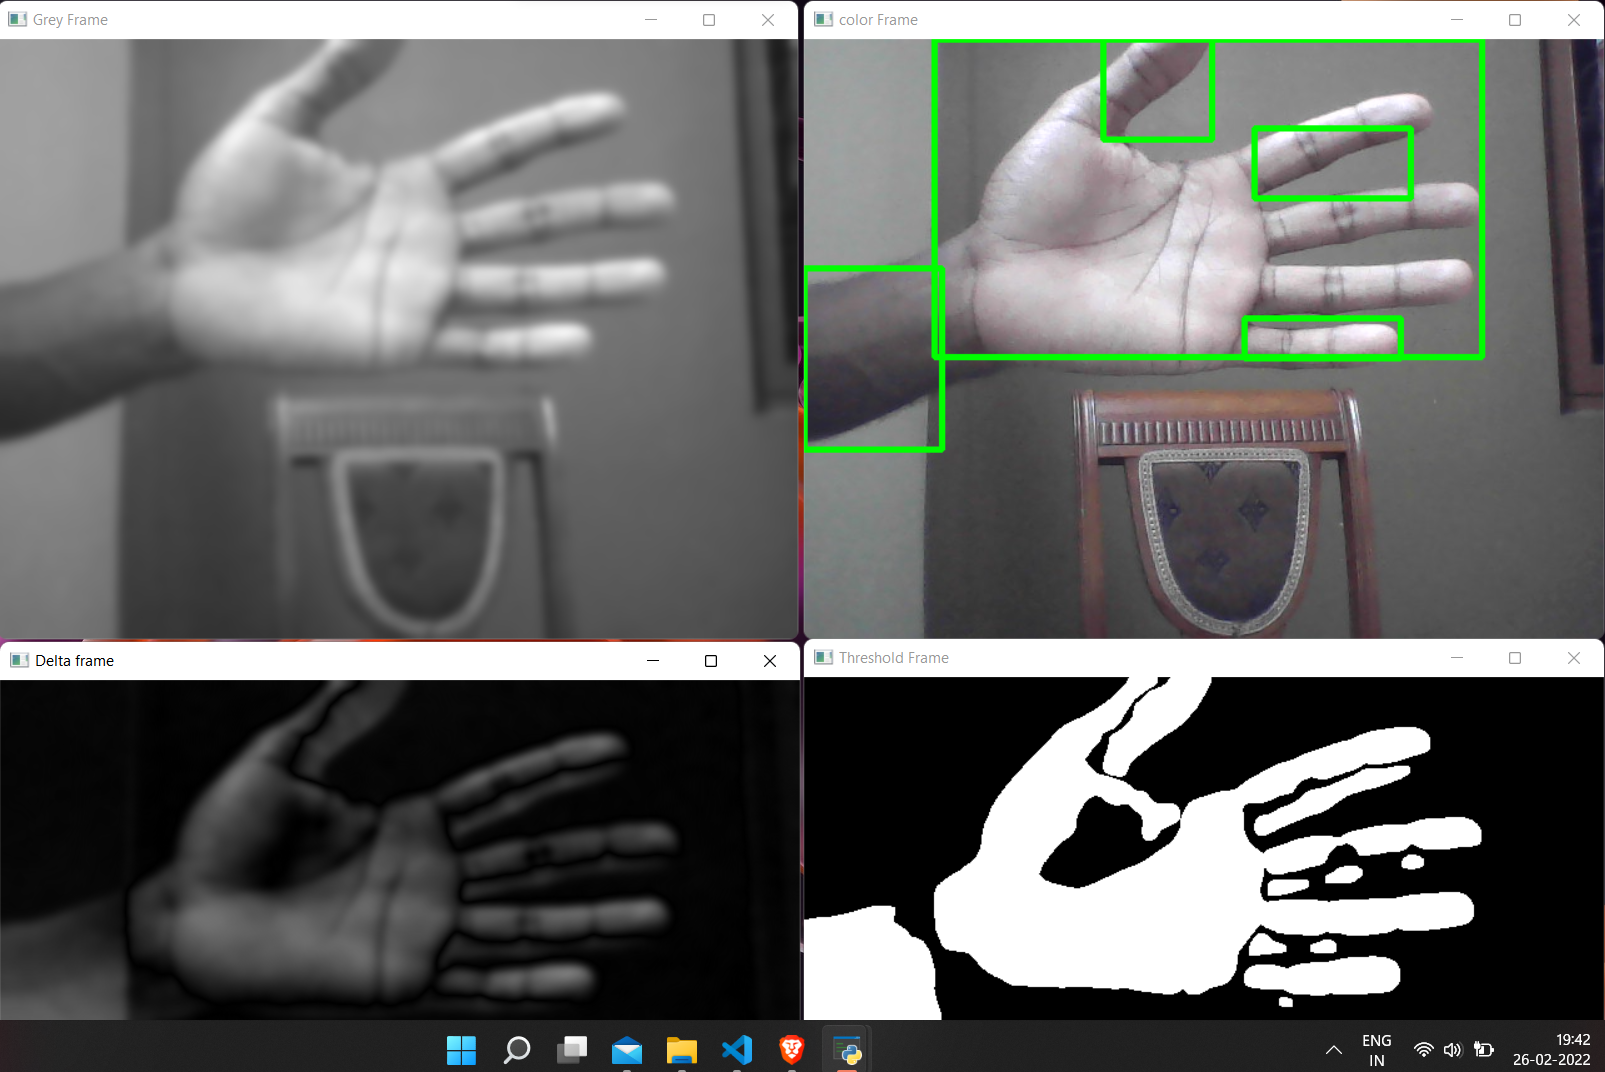 Grey Frame
color Frame
Delta frame
Threshold Frame
ENG
IN
19:42
26-02-2022